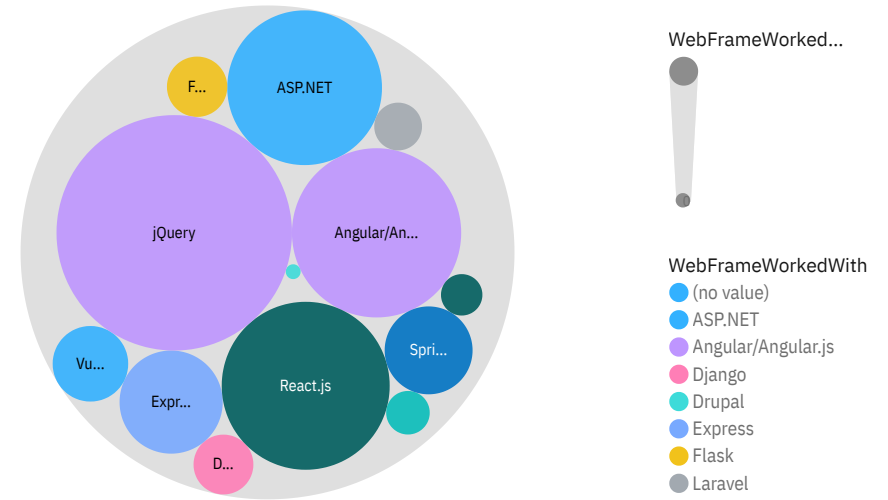 WebFrameWorked...
F...
ASP.NET
jQuery
Angular/An...
WebFrameWorkedWith
(no value)
ASP.NET
Angular/Angular.js
Django
Drupal
Express
Flask
Laravel
Vu...
Spri...
React.js
Expr...
D...